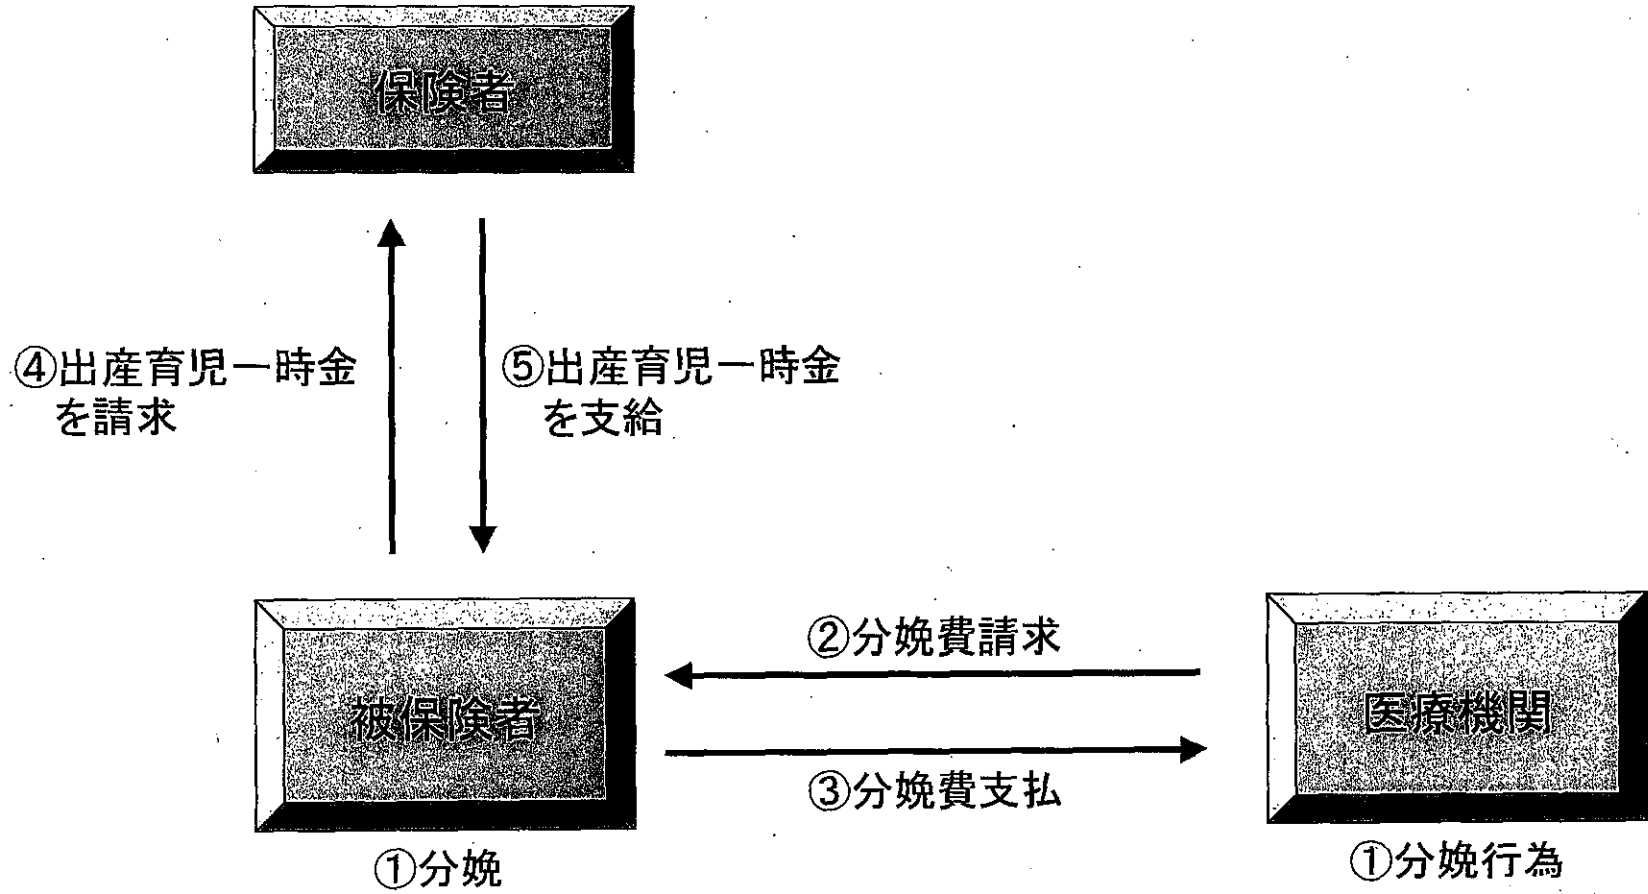 保険者
④出産育児一時金
を請求
⑤出産育児一時金
を支給
②分娩費請求
被保険者
医療機関
③分娩費支払
①分娩
①分娩行為